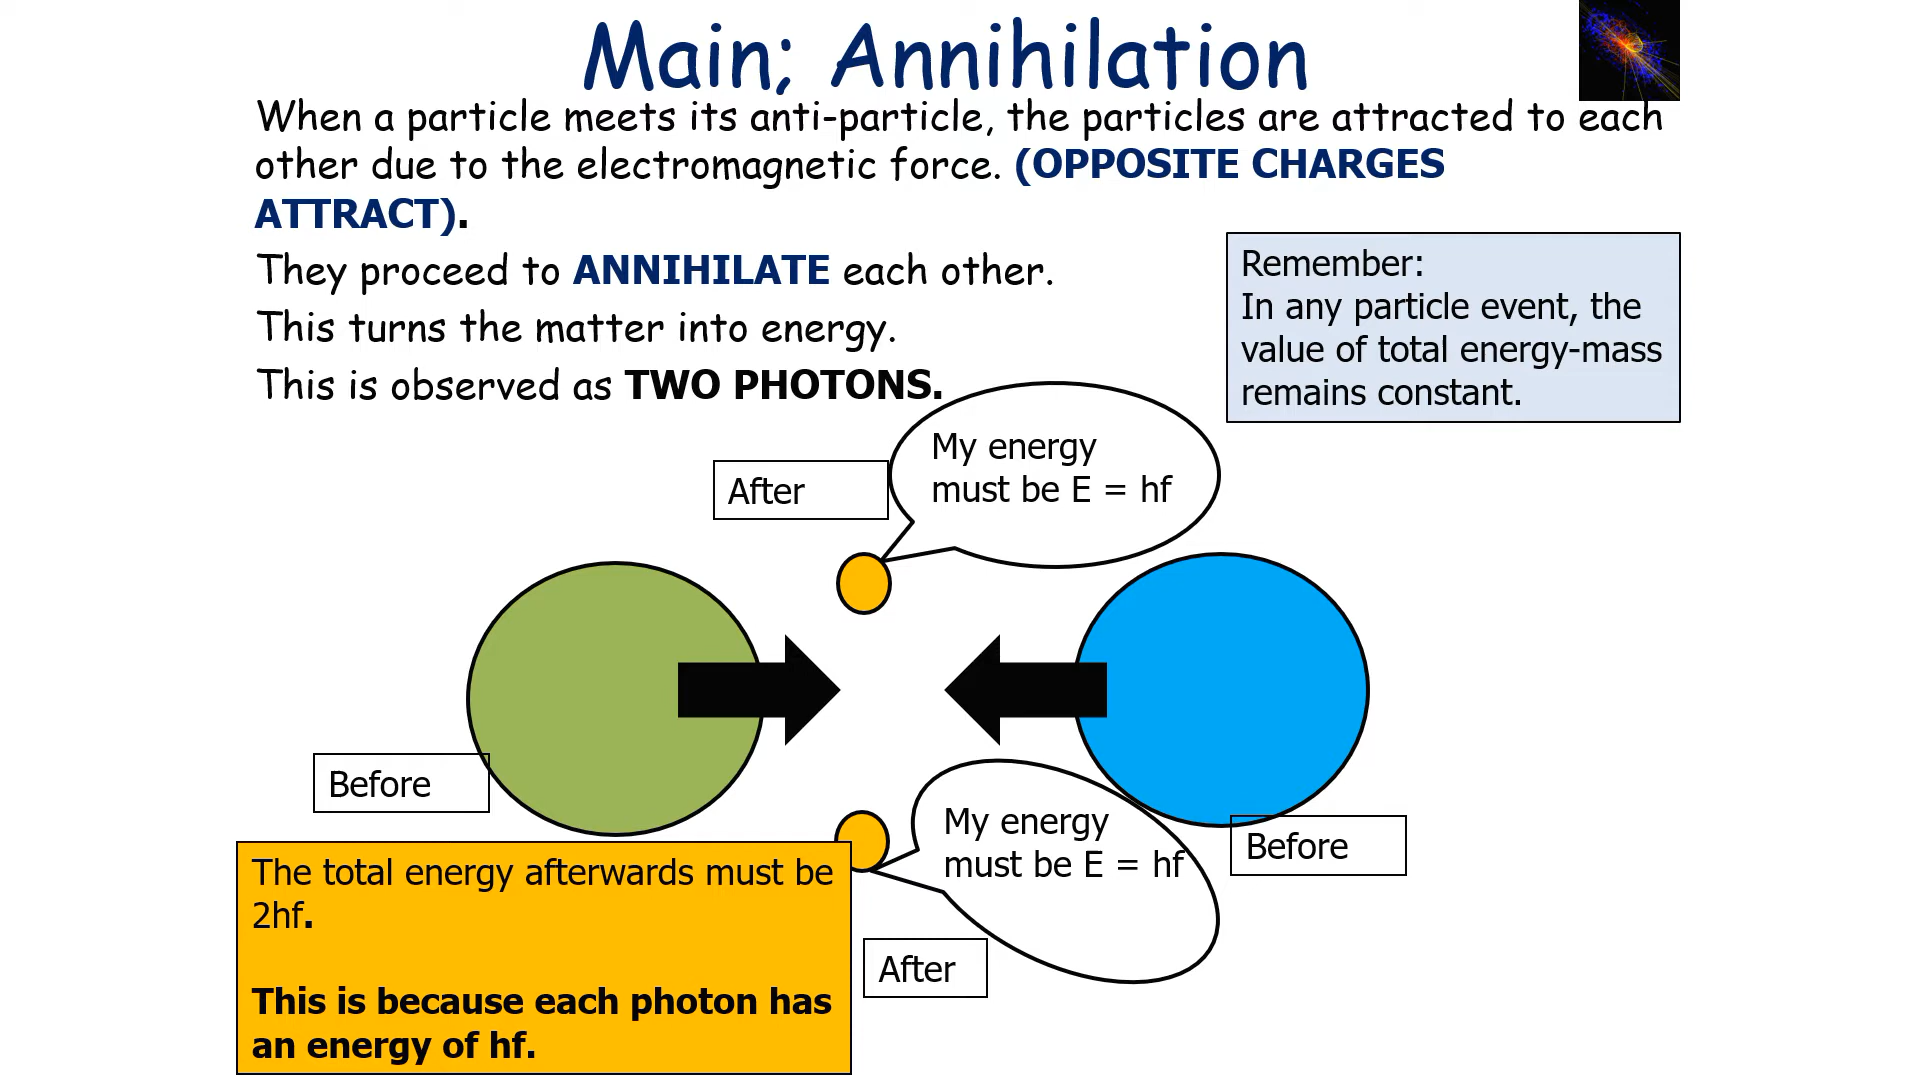 Main; Annihilation
When a particle meets its anti-particle, the particles are attracted to each
other due to the electromagnetic force. (OPPOSITE CHARGES
ATTRACT).
They proceed to ANNIHILATE each other.
This turns the matter into energy.
This is observed as TWO PHOTONS.
Remember:
In any particle event, the
value of total energy-mass
remains constant.
My energy
must be E = hf
After
Before
My energy
must be E = hf
Before
The total energy afterwards must be
2hf.
This is because each photon has
an energy of hf.
After